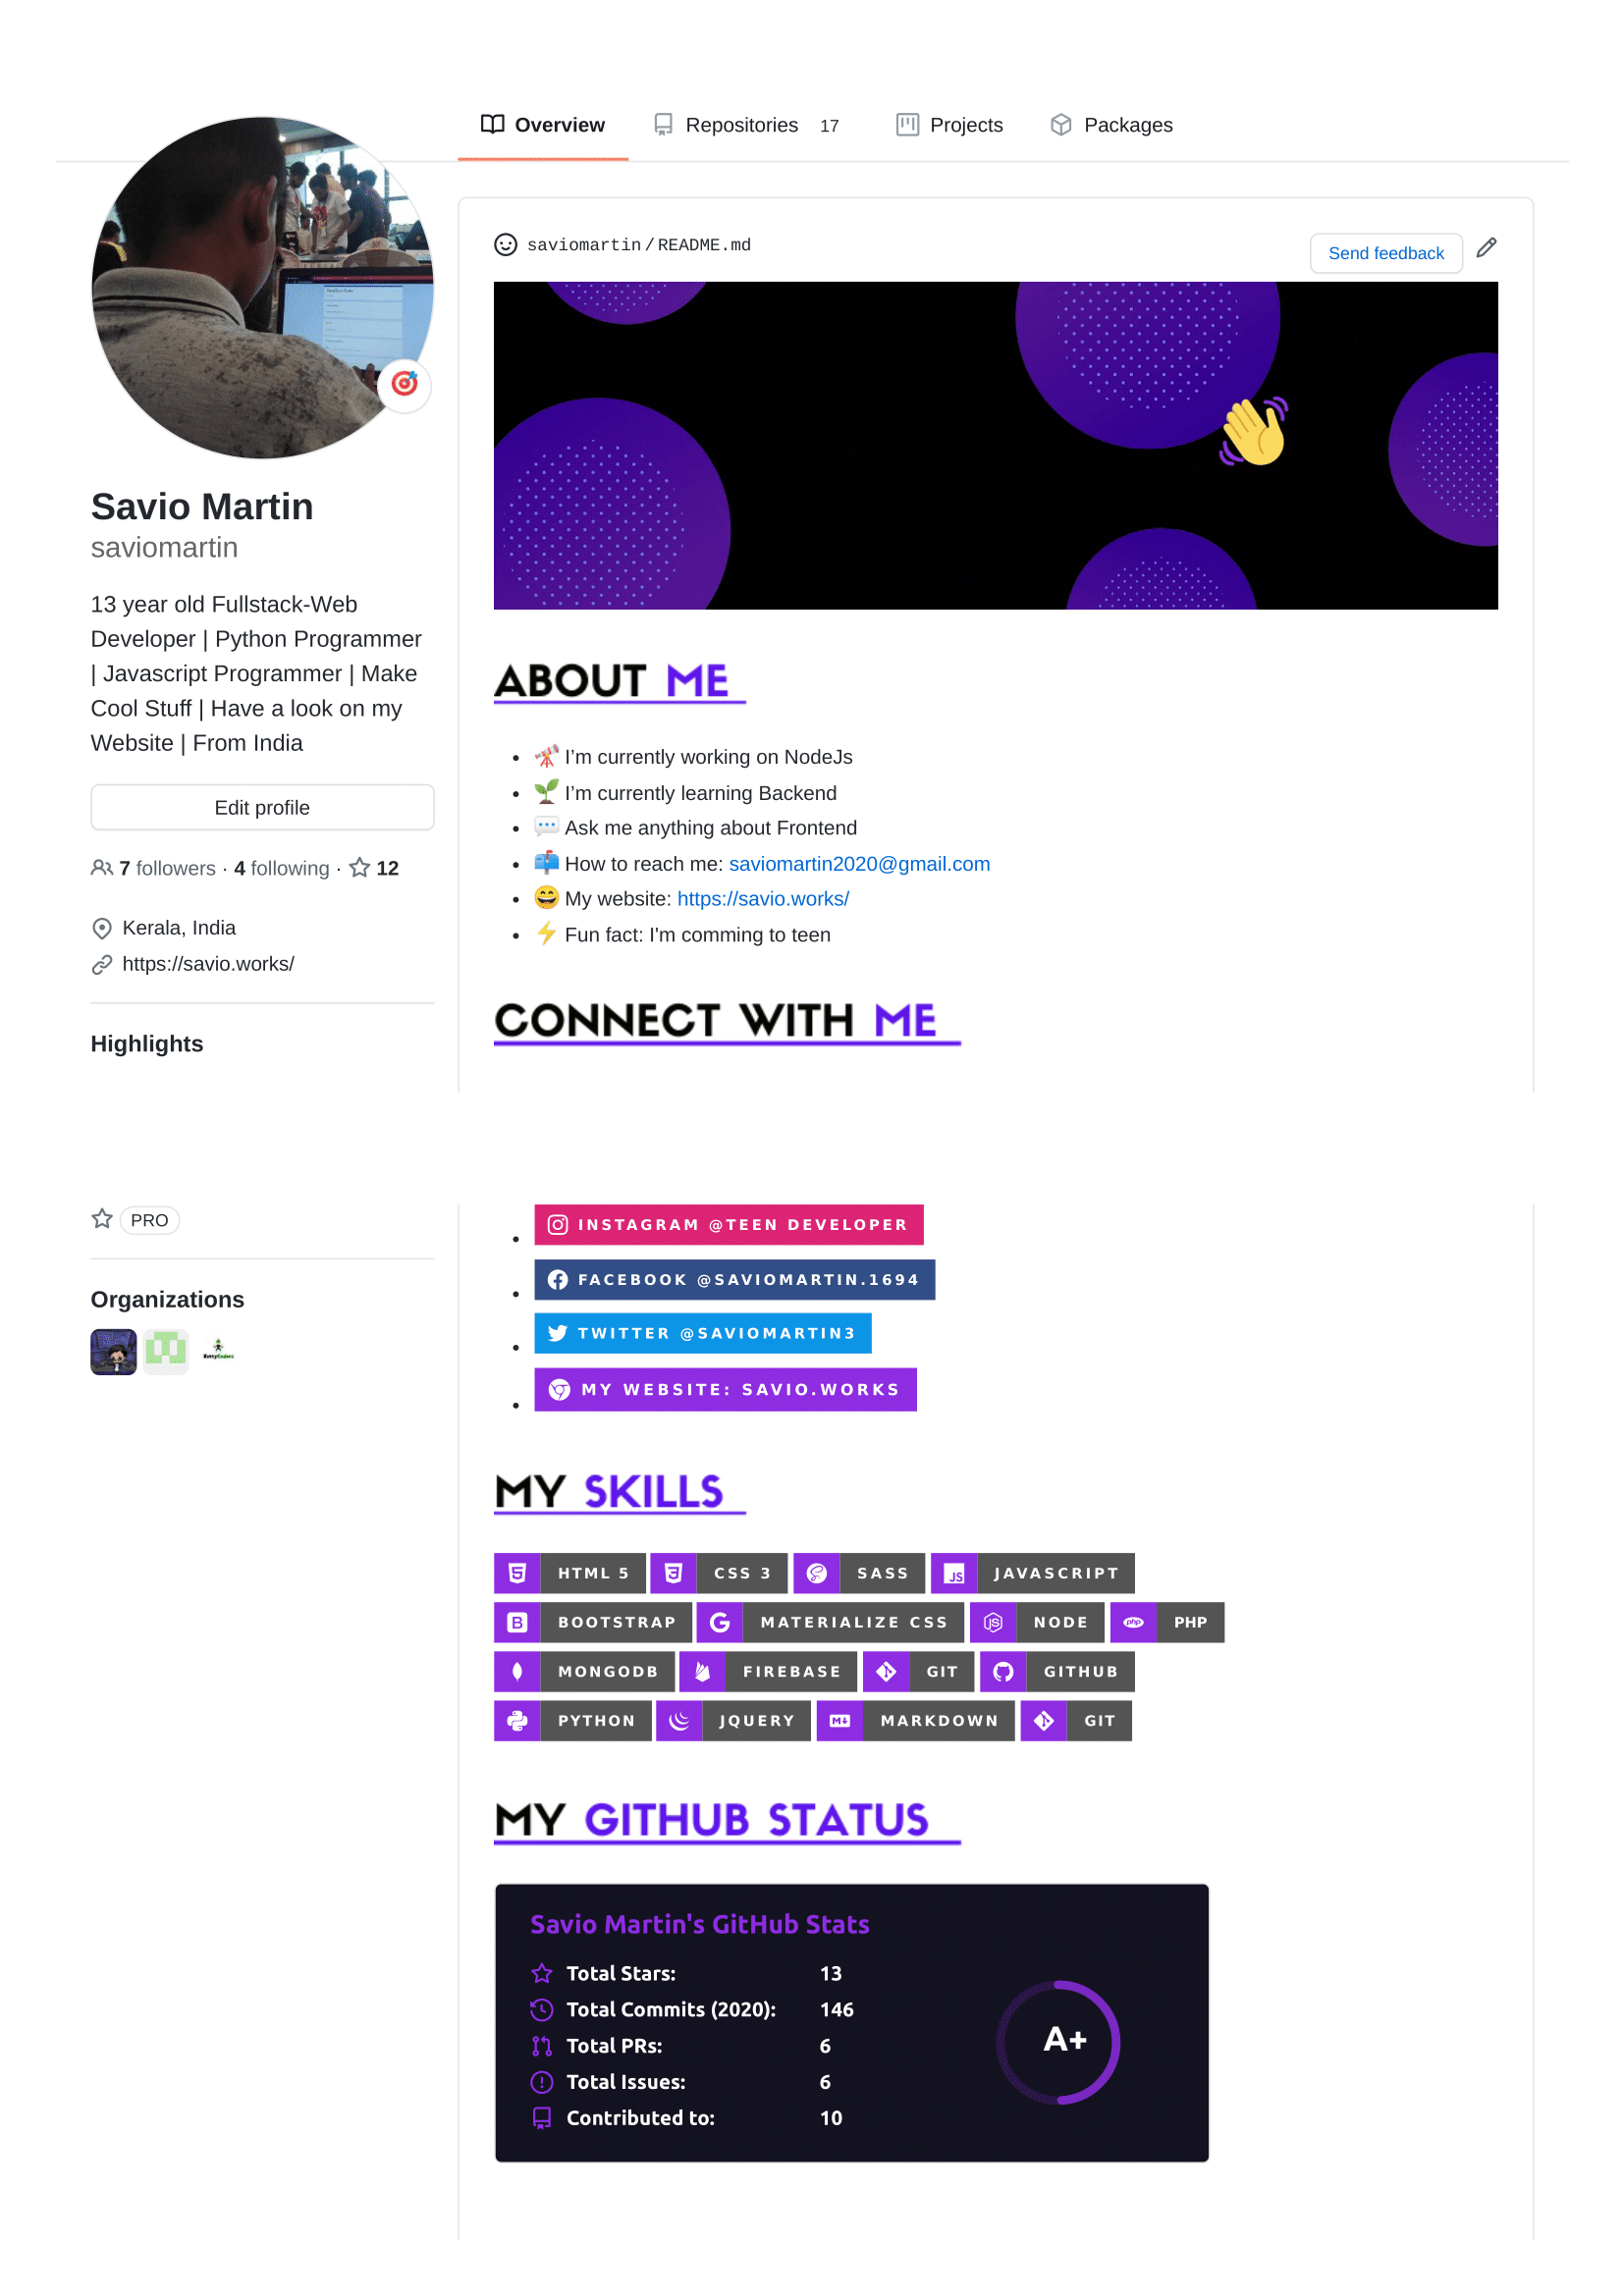 Overview
Repositories 17
Projects
Packages
saviomartin/README.md
Send feedback
Savio Martin
saviomartin
13 year old Fullstack-Web
Developer | Python Programmer
| Javascript Programmer | Make
Cool Stuff | Have a look on my
Website | From India
Edit profile
7 followers · 4 following · 12
Kerala, India
https://savio.works/
Highlights
ABOUT ME
I'm currently working on NodeJs
I'm currently learning Backend
Ask me anything about Frontend
How to reach me: saviomartin2020@gmail.com
My website: https://savio.works/
Fun fact: I'm comming to teen
CONNECT WITH ME
PRO
Organizations
BattyCoders
INSTAGRAM @TEEN DEVELOPER
FACEBOOK @SAVIOMARTIN.1694
TWITTER @SAVIOMARTIN3
MY WEBSITE: SAVIO.WORKS
MY SKILLS
HTML 5
CSS 3
SASS
JS JAVASCRIPT
B BOOTSTRAP
G MATERIALIZE CSS
JS NODE
php PHP
MONGODB
FIREBASE
GIT
GITHUB
PYTHON
JQUERY
M MARKDOWN
GIT
MY GITHUB STATUS
Savio Martin's GitHub Stats
Total Stars: 13
Total Commits (2020): 146
Total PRs: 6
Total Issues: 6
Contributed to: 10
A+